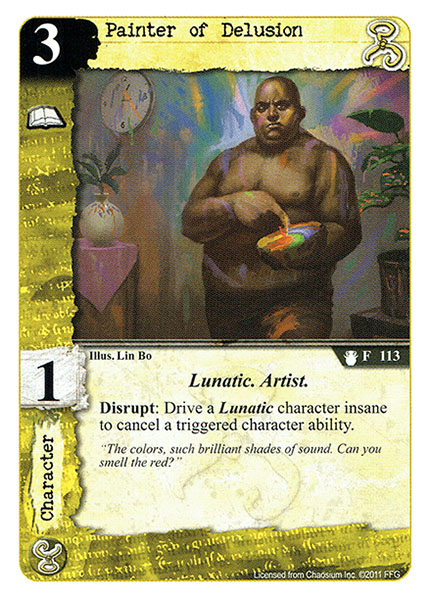 3
Painter of Delusion
Illus. Lin Bo
F 113
1
Lunatic. Artist.
Disrupt: Drive a Lunatic character insane
to cancel a triggered character ability.
“The colors, such brilliant shades of sound. Can you
smell the red?”
Character
Licensed from Chaosium Inc. ©2011 FFG